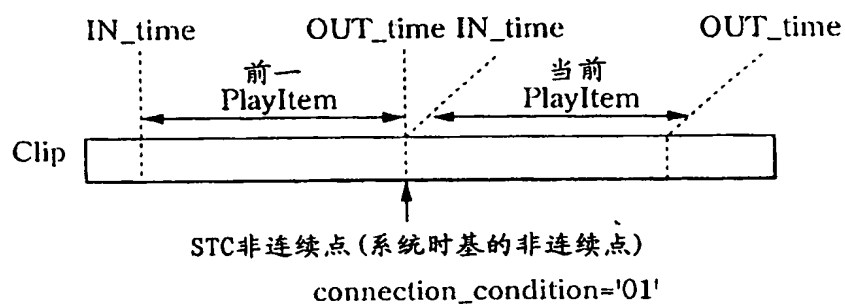 IN_time OUT_time IN_time OUT_time
前一 当前
PlayItem PlayItem
Clip
STC非连续点(系统时基的非连续点)
connection_condition='01'